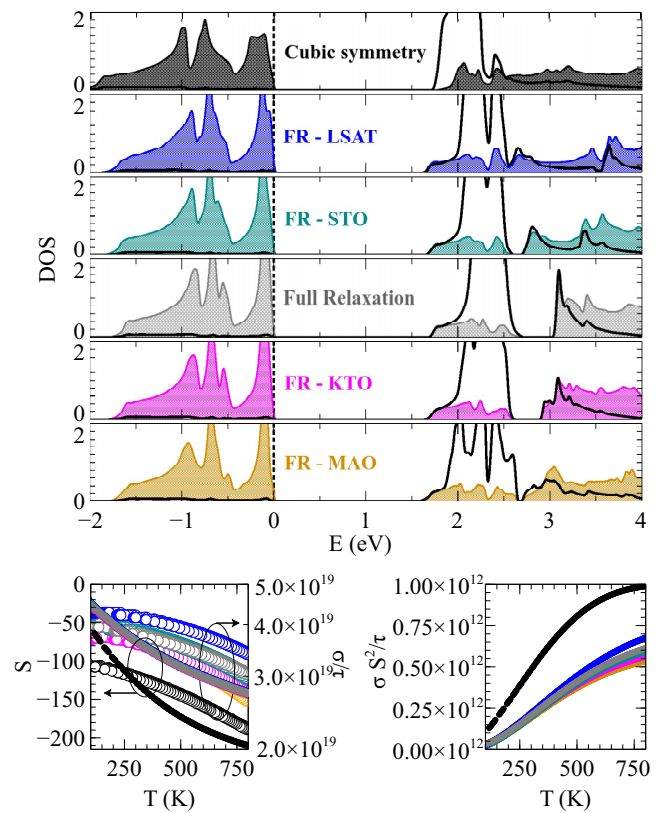 2
0
Cubic symmetry
2
0
FR - LSAT
2
0
FR - STO
DOS
2
0
Full Relaxation
2
0
FR - KTO
2
0
FR - MAO
−2 −1 0 1 2 3 4
E (eV)
0
−50
−100
−150
−200
S
5.0×10¹⁹
4.0×10¹⁹
3.0×10¹⁹
2.0×10¹⁹
σ/τ
250 500 750
T (K)
1.00×10¹²
0.75×10¹²
0.50×10¹²
0.25×10¹²
0.00×10¹²
σ S²/τ
250 500 750
T (K)